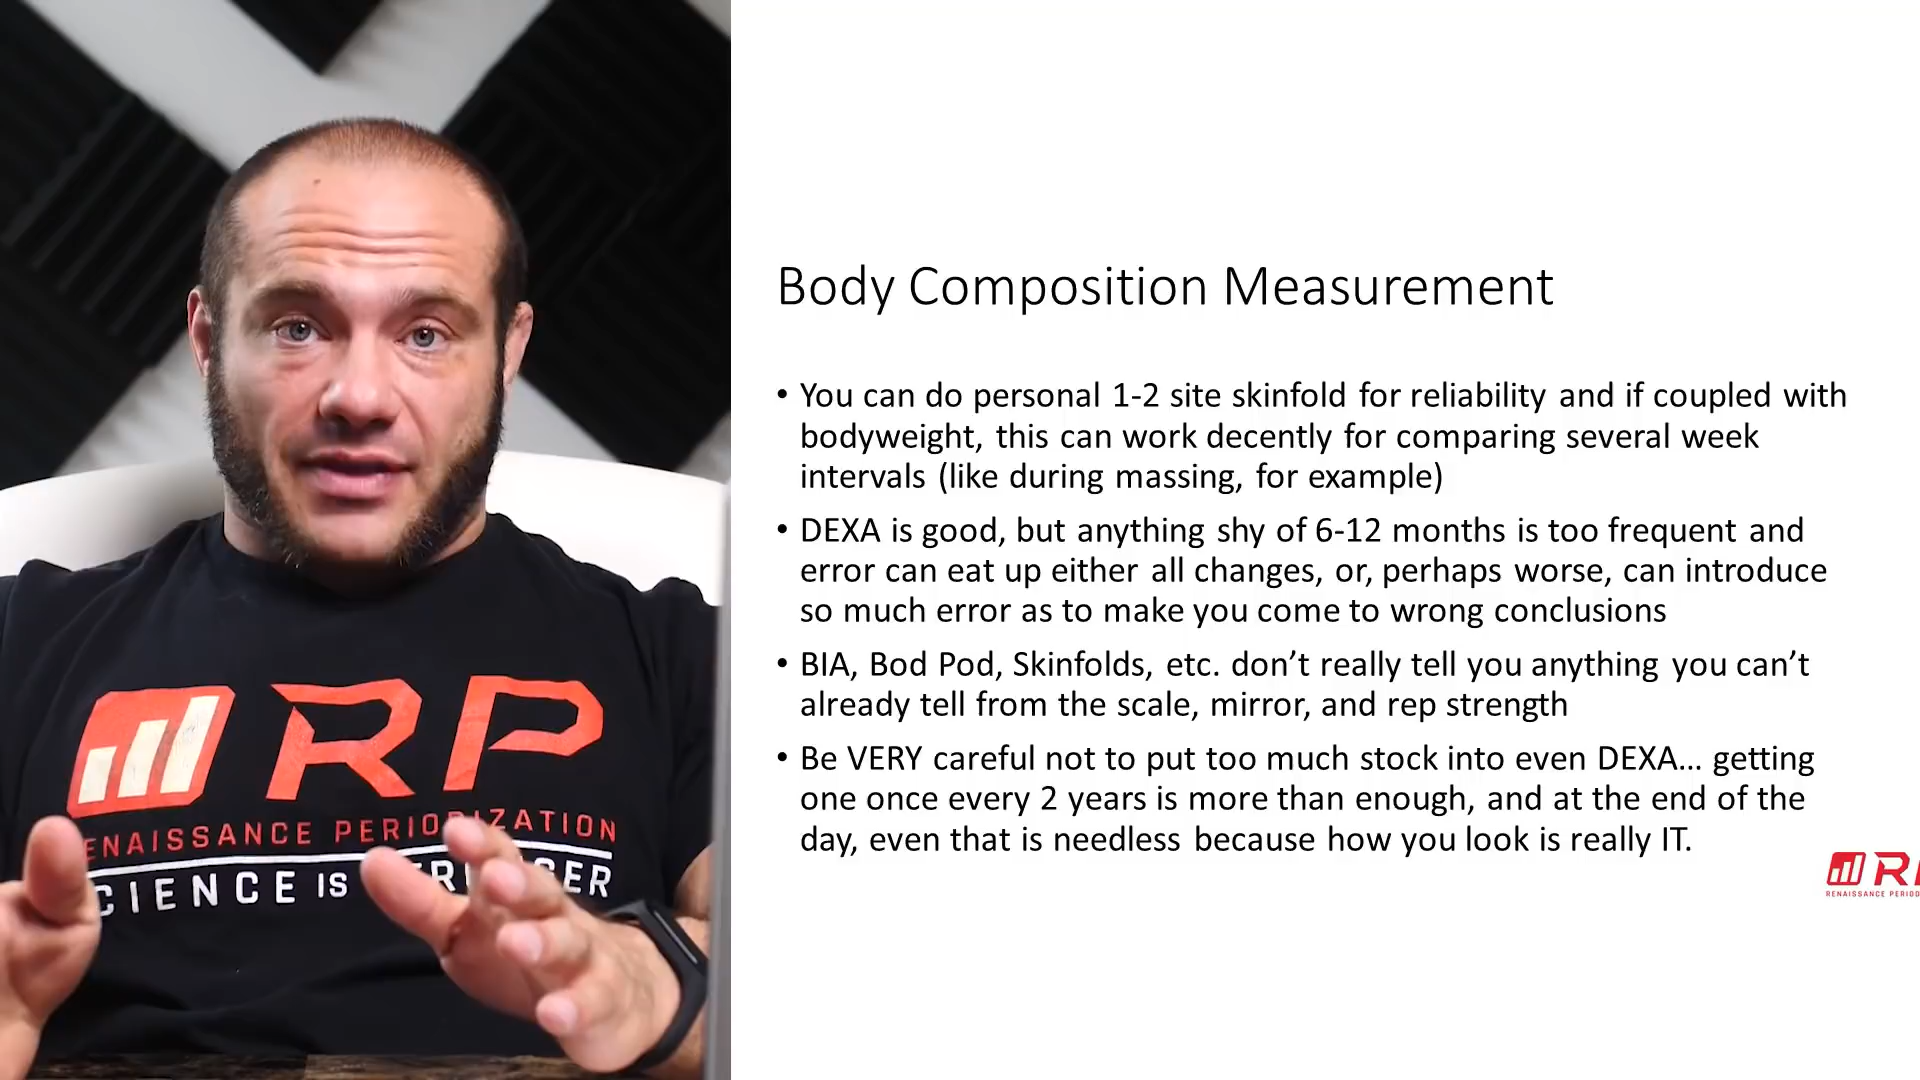 RP
RENAISSANCE PERIODIZATION
SCIENCE IS
Body Composition Measurement
• You can do personal 1-2 site skinfold for reliability and if coupled with
bodyweight, this can work decently for comparing several week
intervals (like during massing, for example)
• DEXA is good, but anything shy of 6-12 months is too frequent and
error can eat up either all changes, or, perhaps worse, can introduce
so much error as to make you come to wrong conclusions
• BIA, Bod Pod, Skinfolds, etc. don’t really tell you anything you can’t
already tell from the scale, mirror, and rep strength
• Be VERY careful not to put too much stock into even DEXA... getting
one once every 2 years is more than enough, and at the end of the
day, even that is needless because how you look is really IT.
R
RENAISSANCE PERIOD